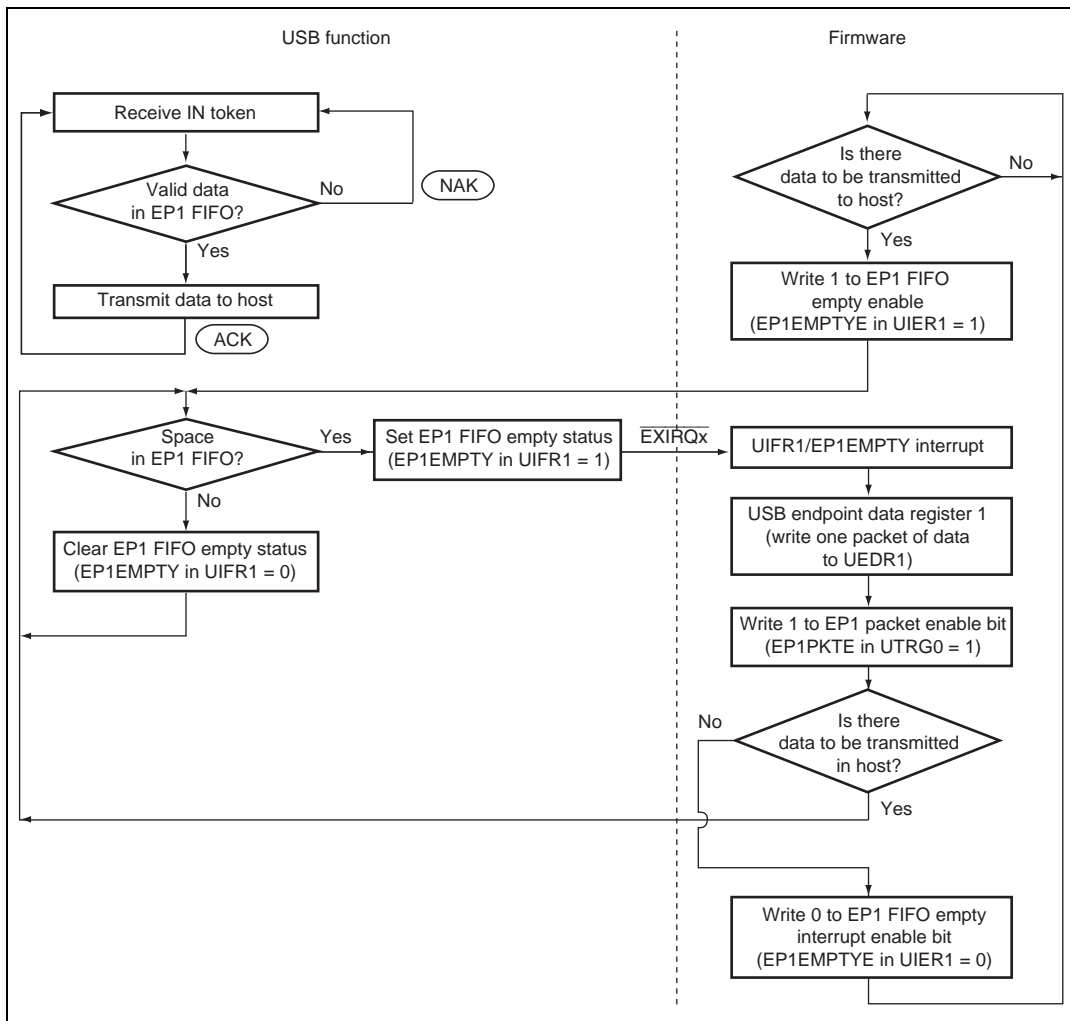 USB function
Firmware
Receive IN token
Valid data
in EP1 FIFO?
No
NAK
Yes
Transmit data to host
ACK
Is there
data to be transmitted
to host?
No
Yes
Write 1 to EP1 FIFO
empty enable
(EP1EMPTYE in UIER1 = 1)
Space
in EP1 FIFO?
Yes
No
Set EP1 FIFO empty status
(EP1EMPTY in UIFR1 = 1)
EXIRQx
UIFR1/EP1EMPTY interrupt
Clear EP1 FIFO empty status
(EP1EMPTY in UIFR1 = 0)
USB endpoint data register 1
(write one packet of data
to UEDR1)
Write 1 to EP1 packet enable bit
(EP1PKTE in UTRG0 = 1)
No
Is there
data to be transmitted
in host?
Yes
Write 0 to EP1 FIFO empty
interrupt enable bit
(EP1EMPTYE in UIER1 = 0)